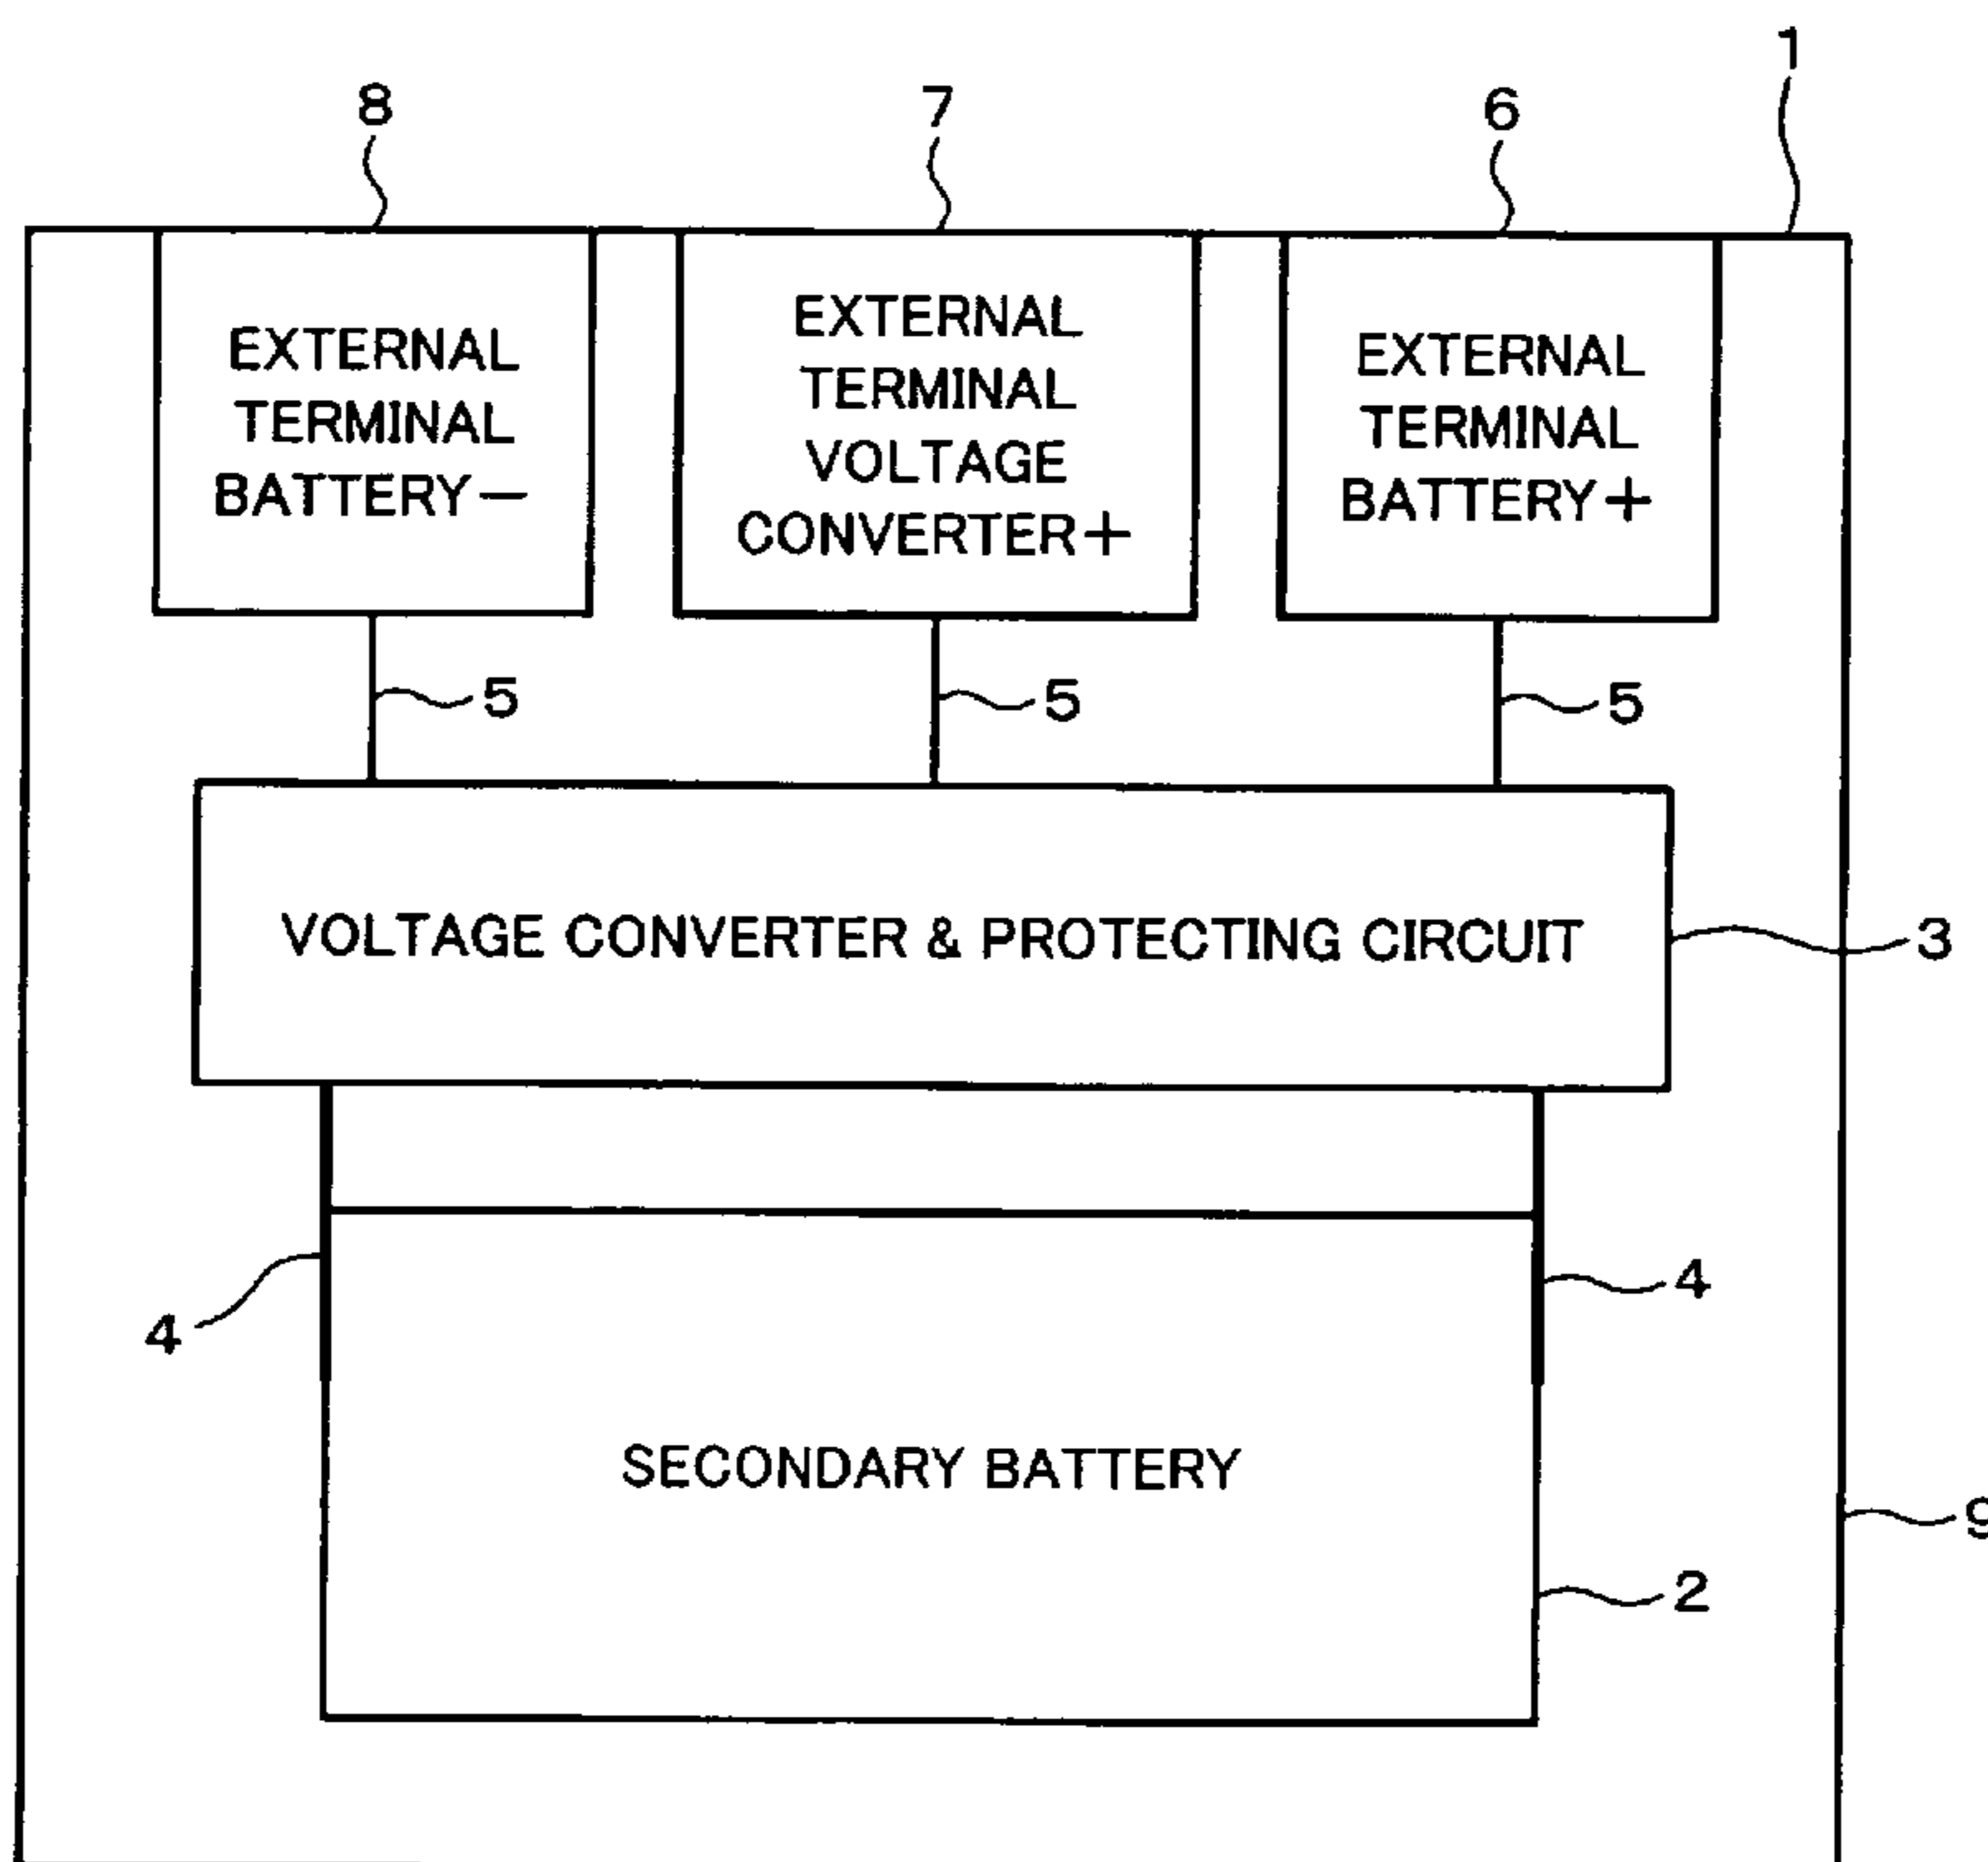 1
8
7
6
EXTERNAL
TERMINAL
BATTERY−
EXTERNAL
TERMINAL
VOLTAGE
CONVERTER+
EXTERNAL
TERMINAL
BATTERY+
5
5
5
VOLTAGE CONVERTER & PROTECTING CIRCUIT
3
4
4
SECONDARY BATTERY
9
2